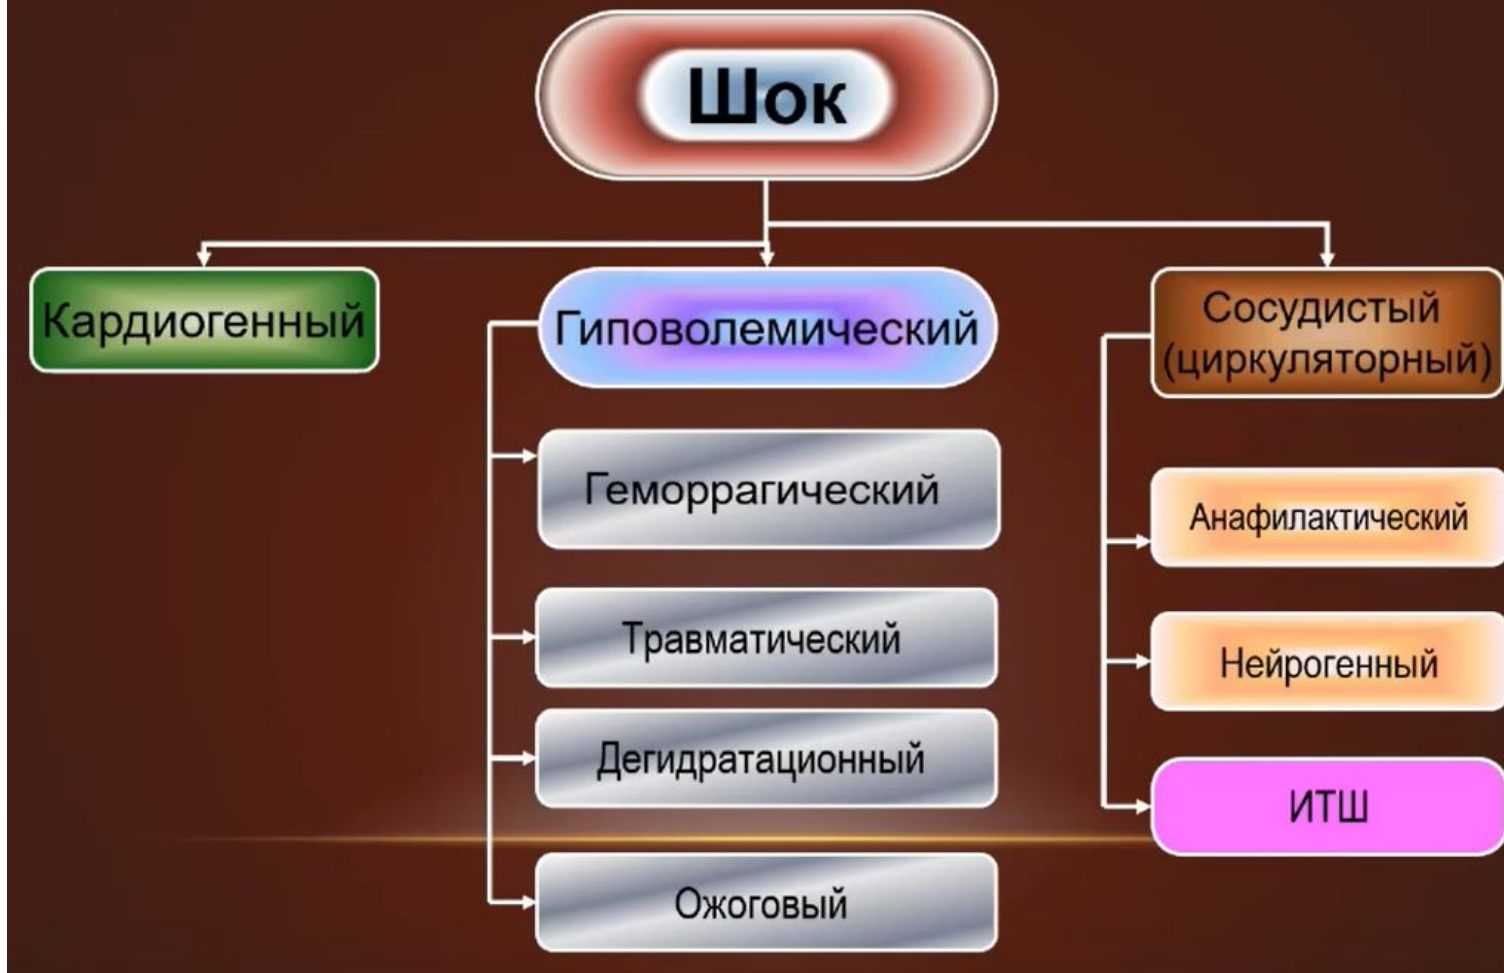 Шок
Кардиогенный
Гиповолемический
Геморрагический
Травматический
Дегидратационный
Ожоговый
Сосудистый
(циркуляторный)
Анафилактический
Нейрогенный
ИТШ